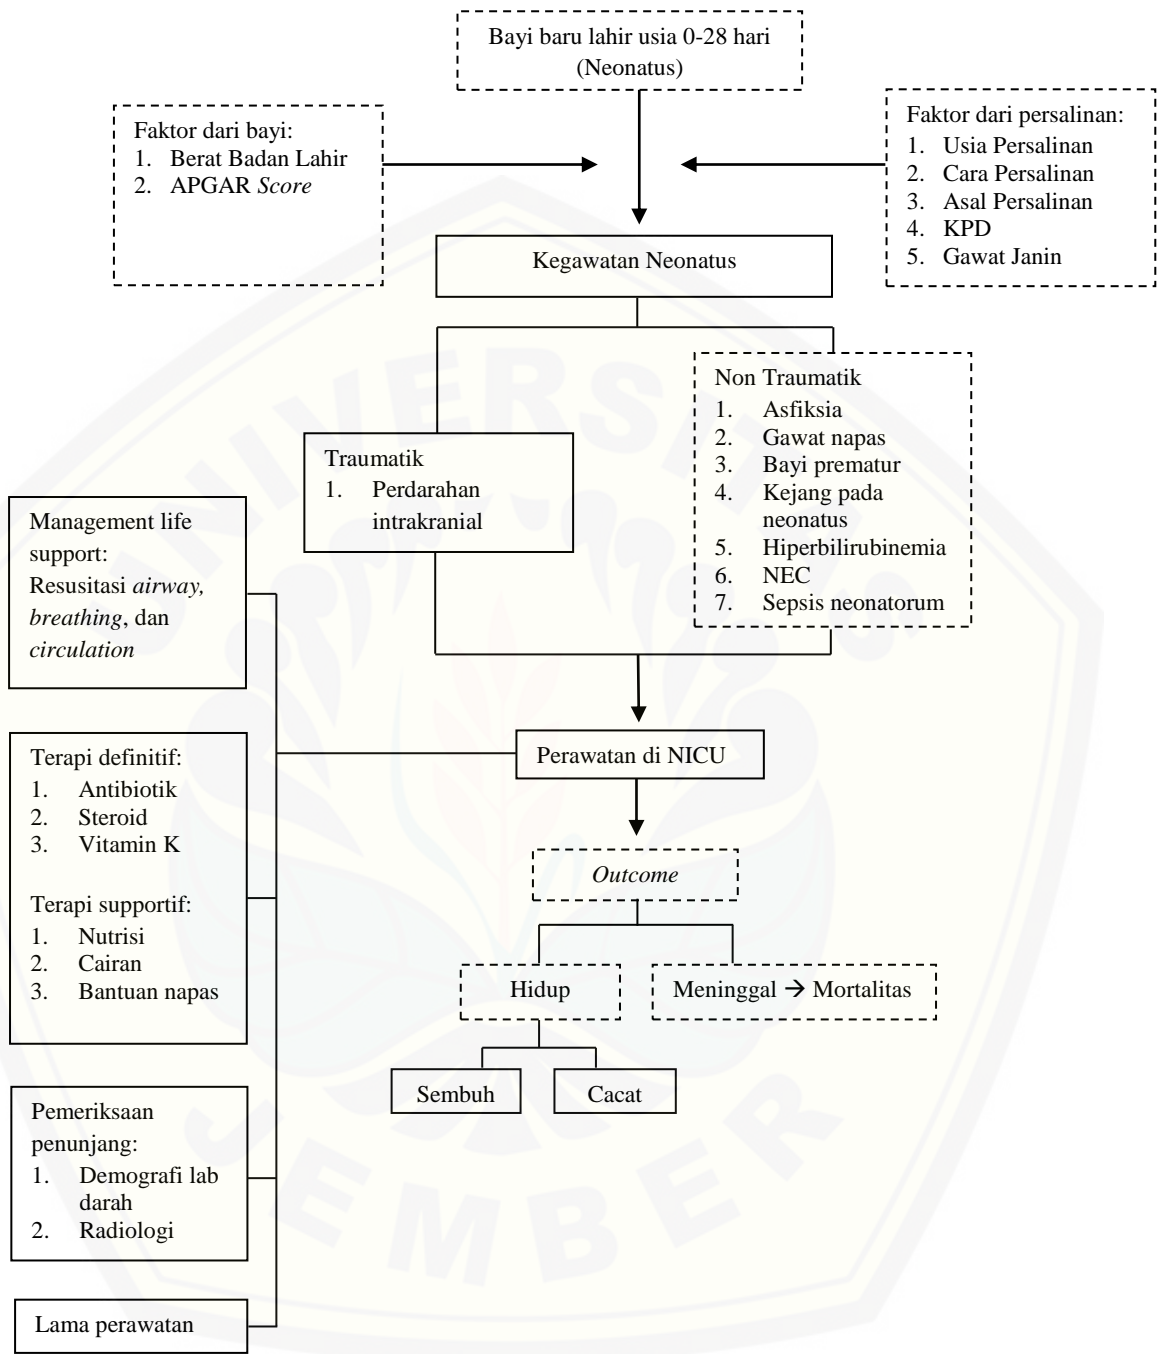 Bayi baru lahir usia 0-28 hari
(Neonatus)
Faktor dari bayi:
1. Berat Badan Lahir
2. APGAR Score
Faktor dari persalinan:
1. Usia Persalinan
2. Cara Persalinan
3. Asal Persalinan
4. KPD
5. Gawat Janin
Kegawatan Neonatus
Traumatik
1. Perdarahan
intrakranial
Non Traumatik
1. Asfiksia
2. Gawat napas
3. Bayi prematur
4. Kejang pada
neonatus
5. Hiperbilirubinemia
6. NEC
7. Sepsis neonatorum
Management life
support:
Resusitasi airway,
breathing, dan
circulation
Perawatan di NICU
Terapi definitif:
1. Antibiotik
2. Steroid
3. Vitamin K
Terapi supportif:
1. Nutrisi
2. Cairan
3. Bantuan napas
Outcome
Hidup
Meninggal → Mortalitas
Sembuh
Cacat
Pemeriksaan
penunjang:
1. Demografi lab
darah
2. Radiologi
Lama perawatan
UNIVERSITAS
JEMBER